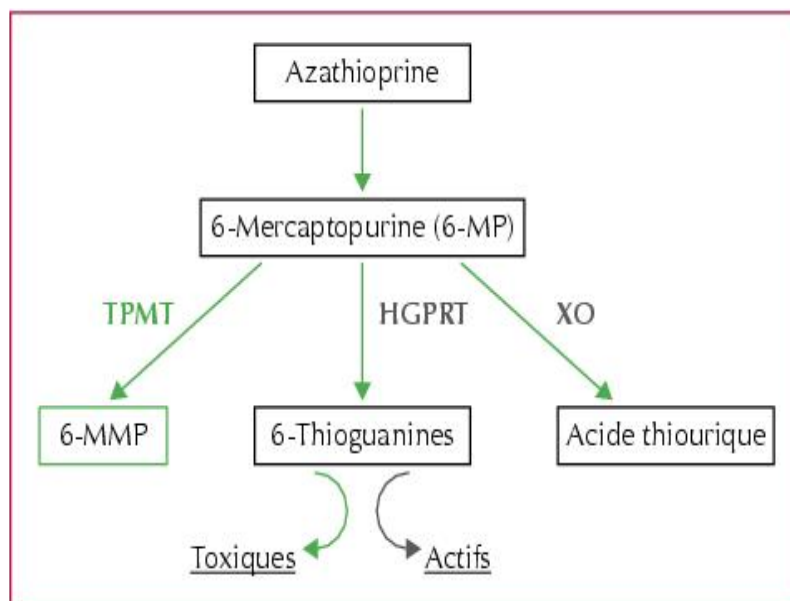 Azathioprine
6-Mercaptopurine (6-MP)
TPMT
HGPRT
XO
6-MMP
6-Thioguanines
Acide thiourique
Toxiques
Actifs